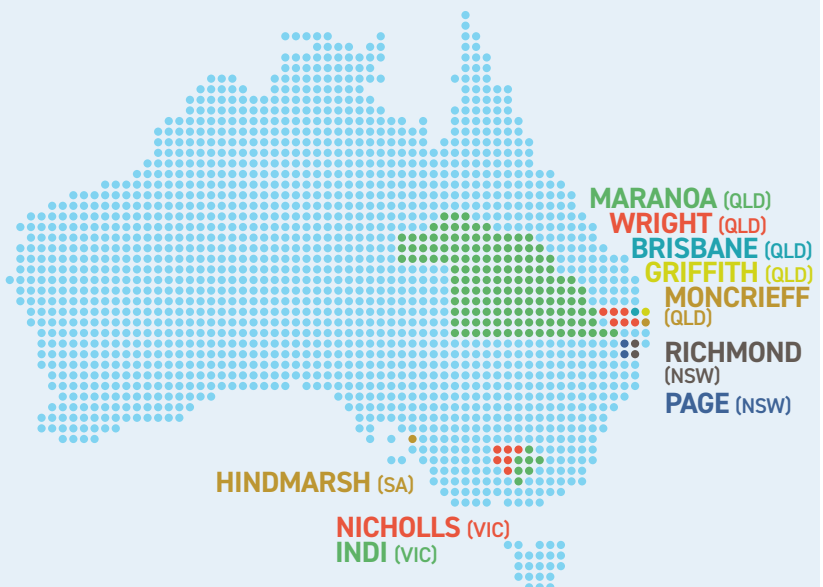 MARANOA (QLD)
WRIGHT (QLD)
BRISBANE (QLD)
GRIFFITH (QLD)
MONCRIEFF
(QLD)
RICHMOND
(NSW)
PAGE (NSW)
HINDMARSH (SA)
NICHOLLS (VIC)
INDI (VIC)